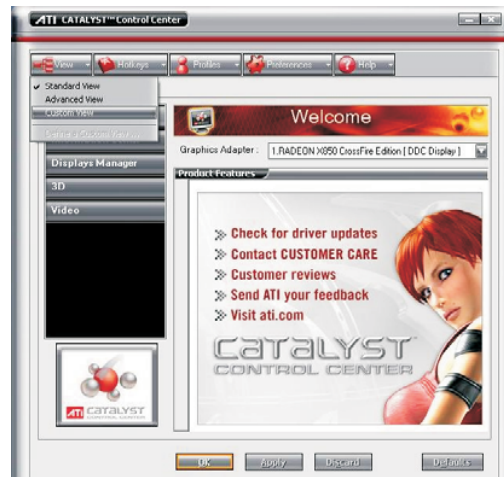 ATI CATALYST™ Control Center
View Hotkeys Profiles Preferences Help
Standard View
Advanced View
Custom View
Welcome
Graphics Adapter : 1.RADEON X850 CrossFire Edition [ DDC Display ]
Displays Manager
Product Features
3D
Video
Check for driver updates
Contact CUSTOMER CARE
Customer reviews
Send ATI your feedback
Visit ati.com
CATALYST
CONTROL CENTER
ATI CATALYST
OK Apply Discard Defaults